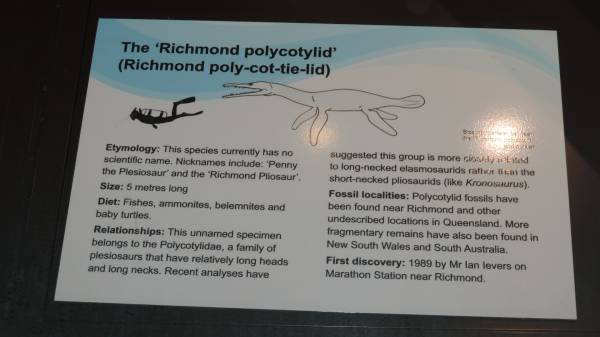 The 'Richmond polycotylid'
(Richmond poly-cot-tie-lid)
Etymology: This species currently has no
scientific name. Nicknames include: 'Penny
the Plesiosaur' and the 'Richmond Pliosaur'.
Size: 5 metres long
Diet: Fishes, ammonites, belemnites and
baby turtles.
Relationships: This unnamed specimen
belongs to the Polycotylidae, a family of
plesiosaurs that have relatively long heads
and long necks. Recent analyses have
suggested this group is more closely related
to long-necked elasmosaurids rather than the
short-necked pliosaurids (like Kronosaurus).
Fossil localities: Polycotylid fossils have
been found near Richmond and other
undescribed locations in Queensland. More
fragmentary remains have also been found in
New South Wales and South Australia.
First discovery: 1989 by Mr Ian Ievers on
Marathon Station near Richmond.